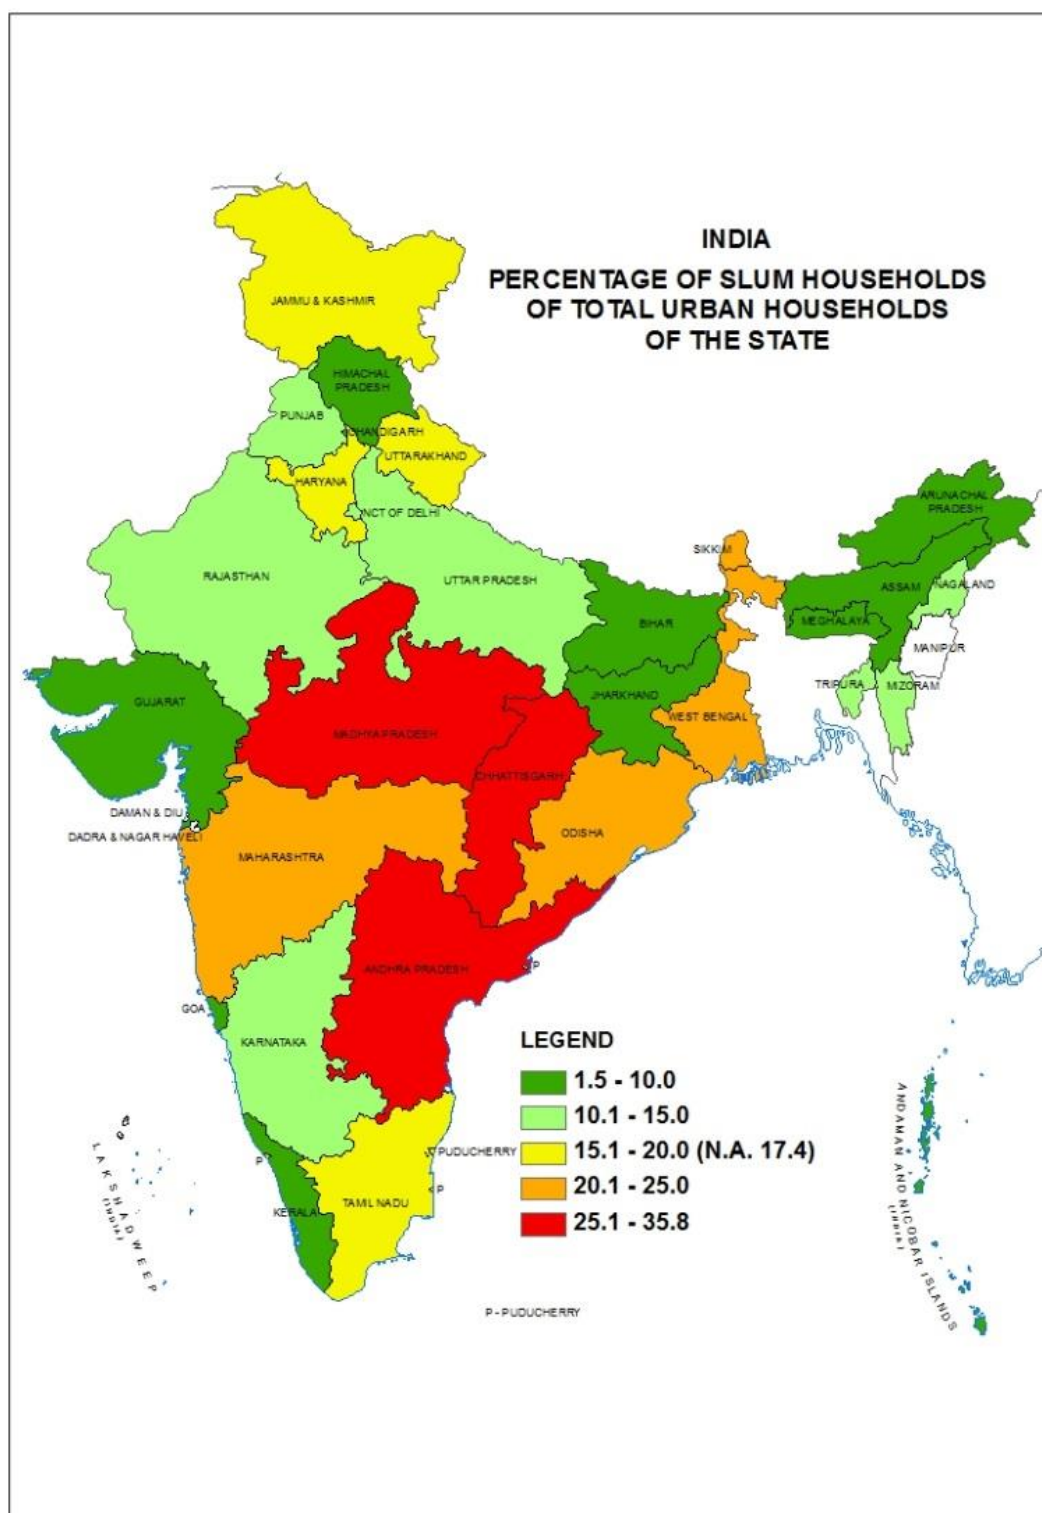 INDIA
PERCENTAGE OF SLUM HOUSEHOLDS
OF TOTAL URBAN HOUSEHOLDS
OF THE STATE
JAMMU & KASHMIR
HIMACHAL
PRADESH
PUNJAB
CHANDIGARH
UTTARAKHAND
HARYANA
NCT OF DELHI
ARUNACHAL
PRADESH
SIKKIM
RAJASTHAN
UTTAR PRADESH
ASSAM
NAGALAND
BIHAR
MEGHALAYA
MANIPUR
TRIPURA
MIZORAM
GUJARAT
JHARKHAND
WEST BENGAL
MADHYA PRADESH
CHHATTISGARH
DAMAN & DIU
DADRA & NAGAR HAVELI
ODISHA
MAHARASHTRA
ANDHRA PRADESH
P
GOA
KARNATAKA
LEGEND
1.5 - 10.0
10.1 - 15.0
15.1 - 20.0 (N.A. 17.4)
20.1 - 25.0
25.1 - 35.8
PUDUCHERRY
P
P
TAMIL NADU
KERALA
LAKSHADWEEP
(INDIA)
ANDAMAN AND NICOBAR ISLANDS
(INDIA)
P - PUDUCHERRY